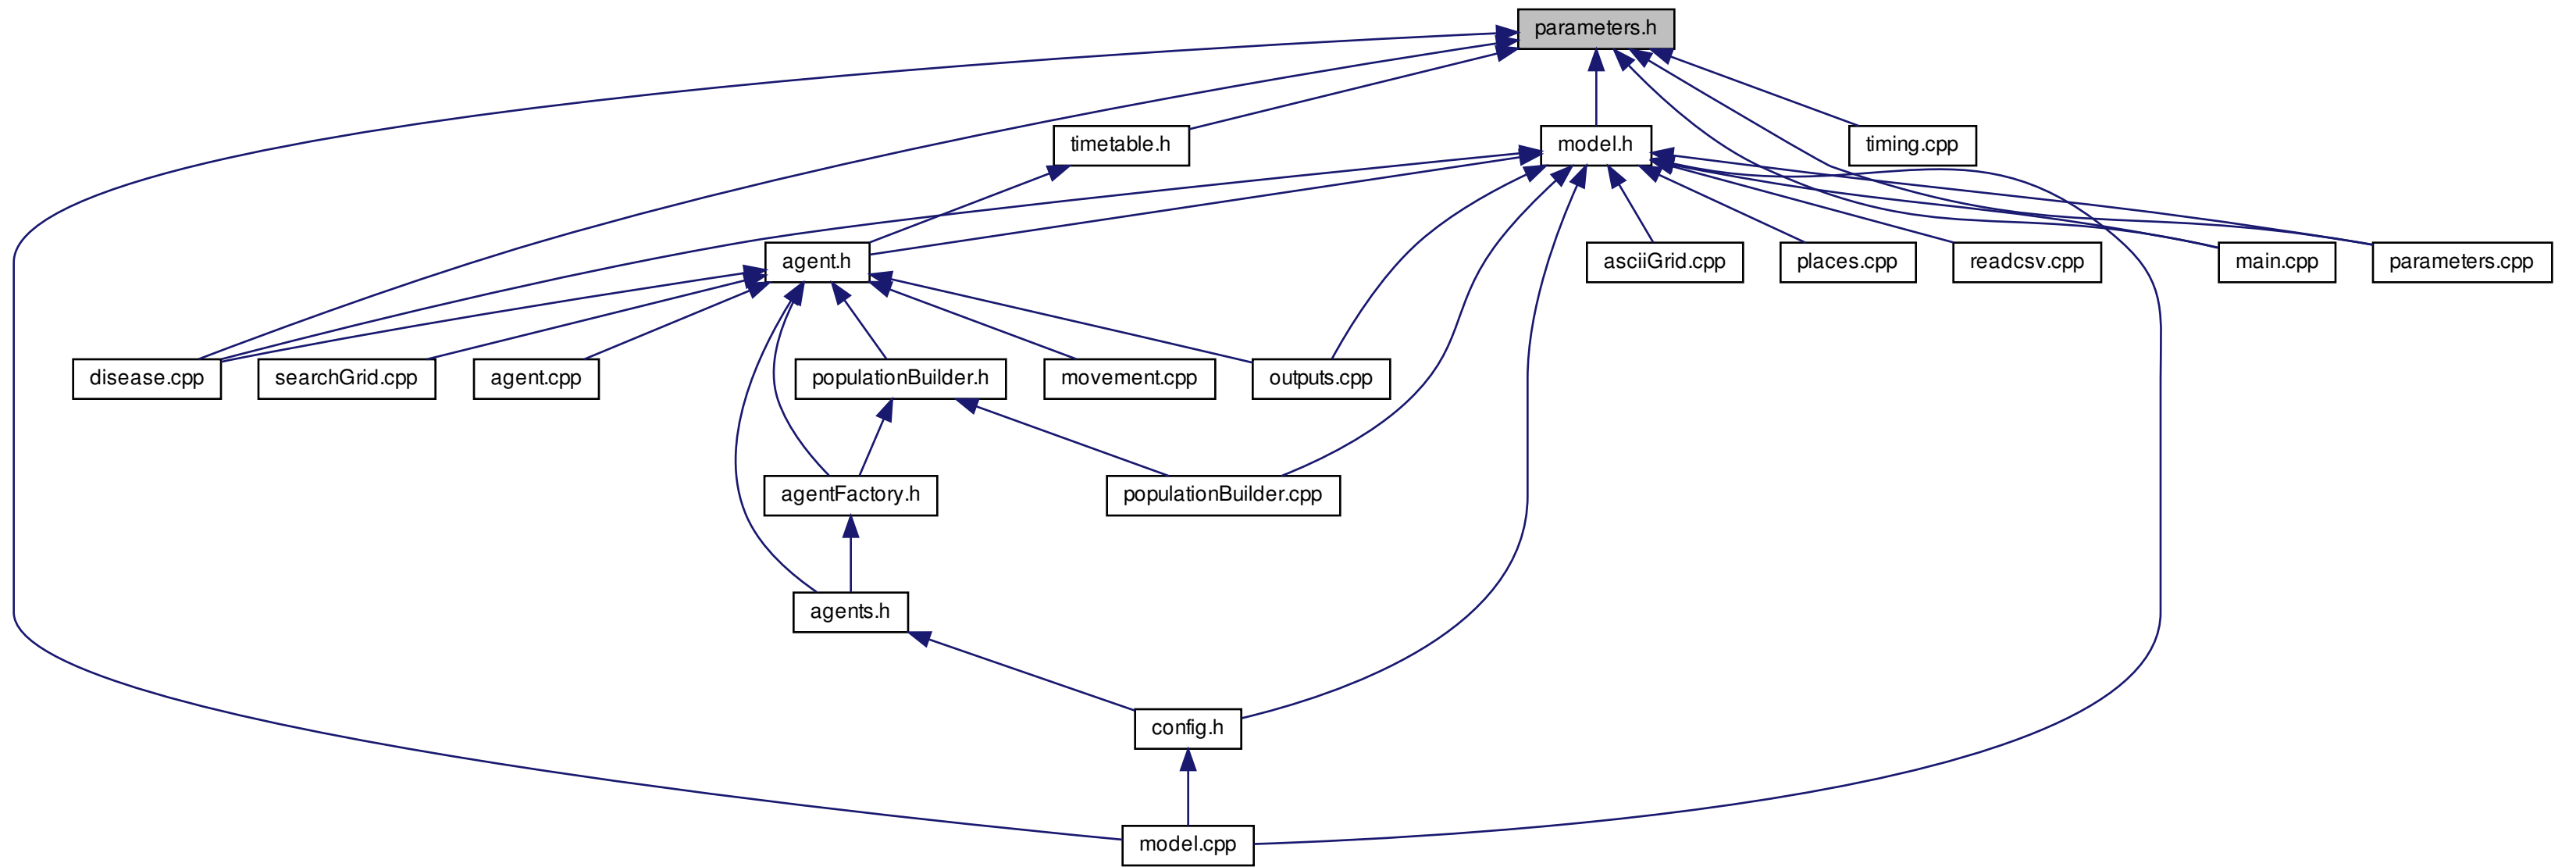 parameters.h
timetable.h
model.h
timing.cpp
agent.h
asciiGrid.cpp
places.cpp
readcsv.cpp
main.cpp
parameters.cpp
disease.cpp
searchGrid.cpp
agent.cpp
populationBuilder.h
movement.cpp
outputs.cpp
agentFactory.h
populationBuilder.cpp
agents.h
config.h
model.cpp